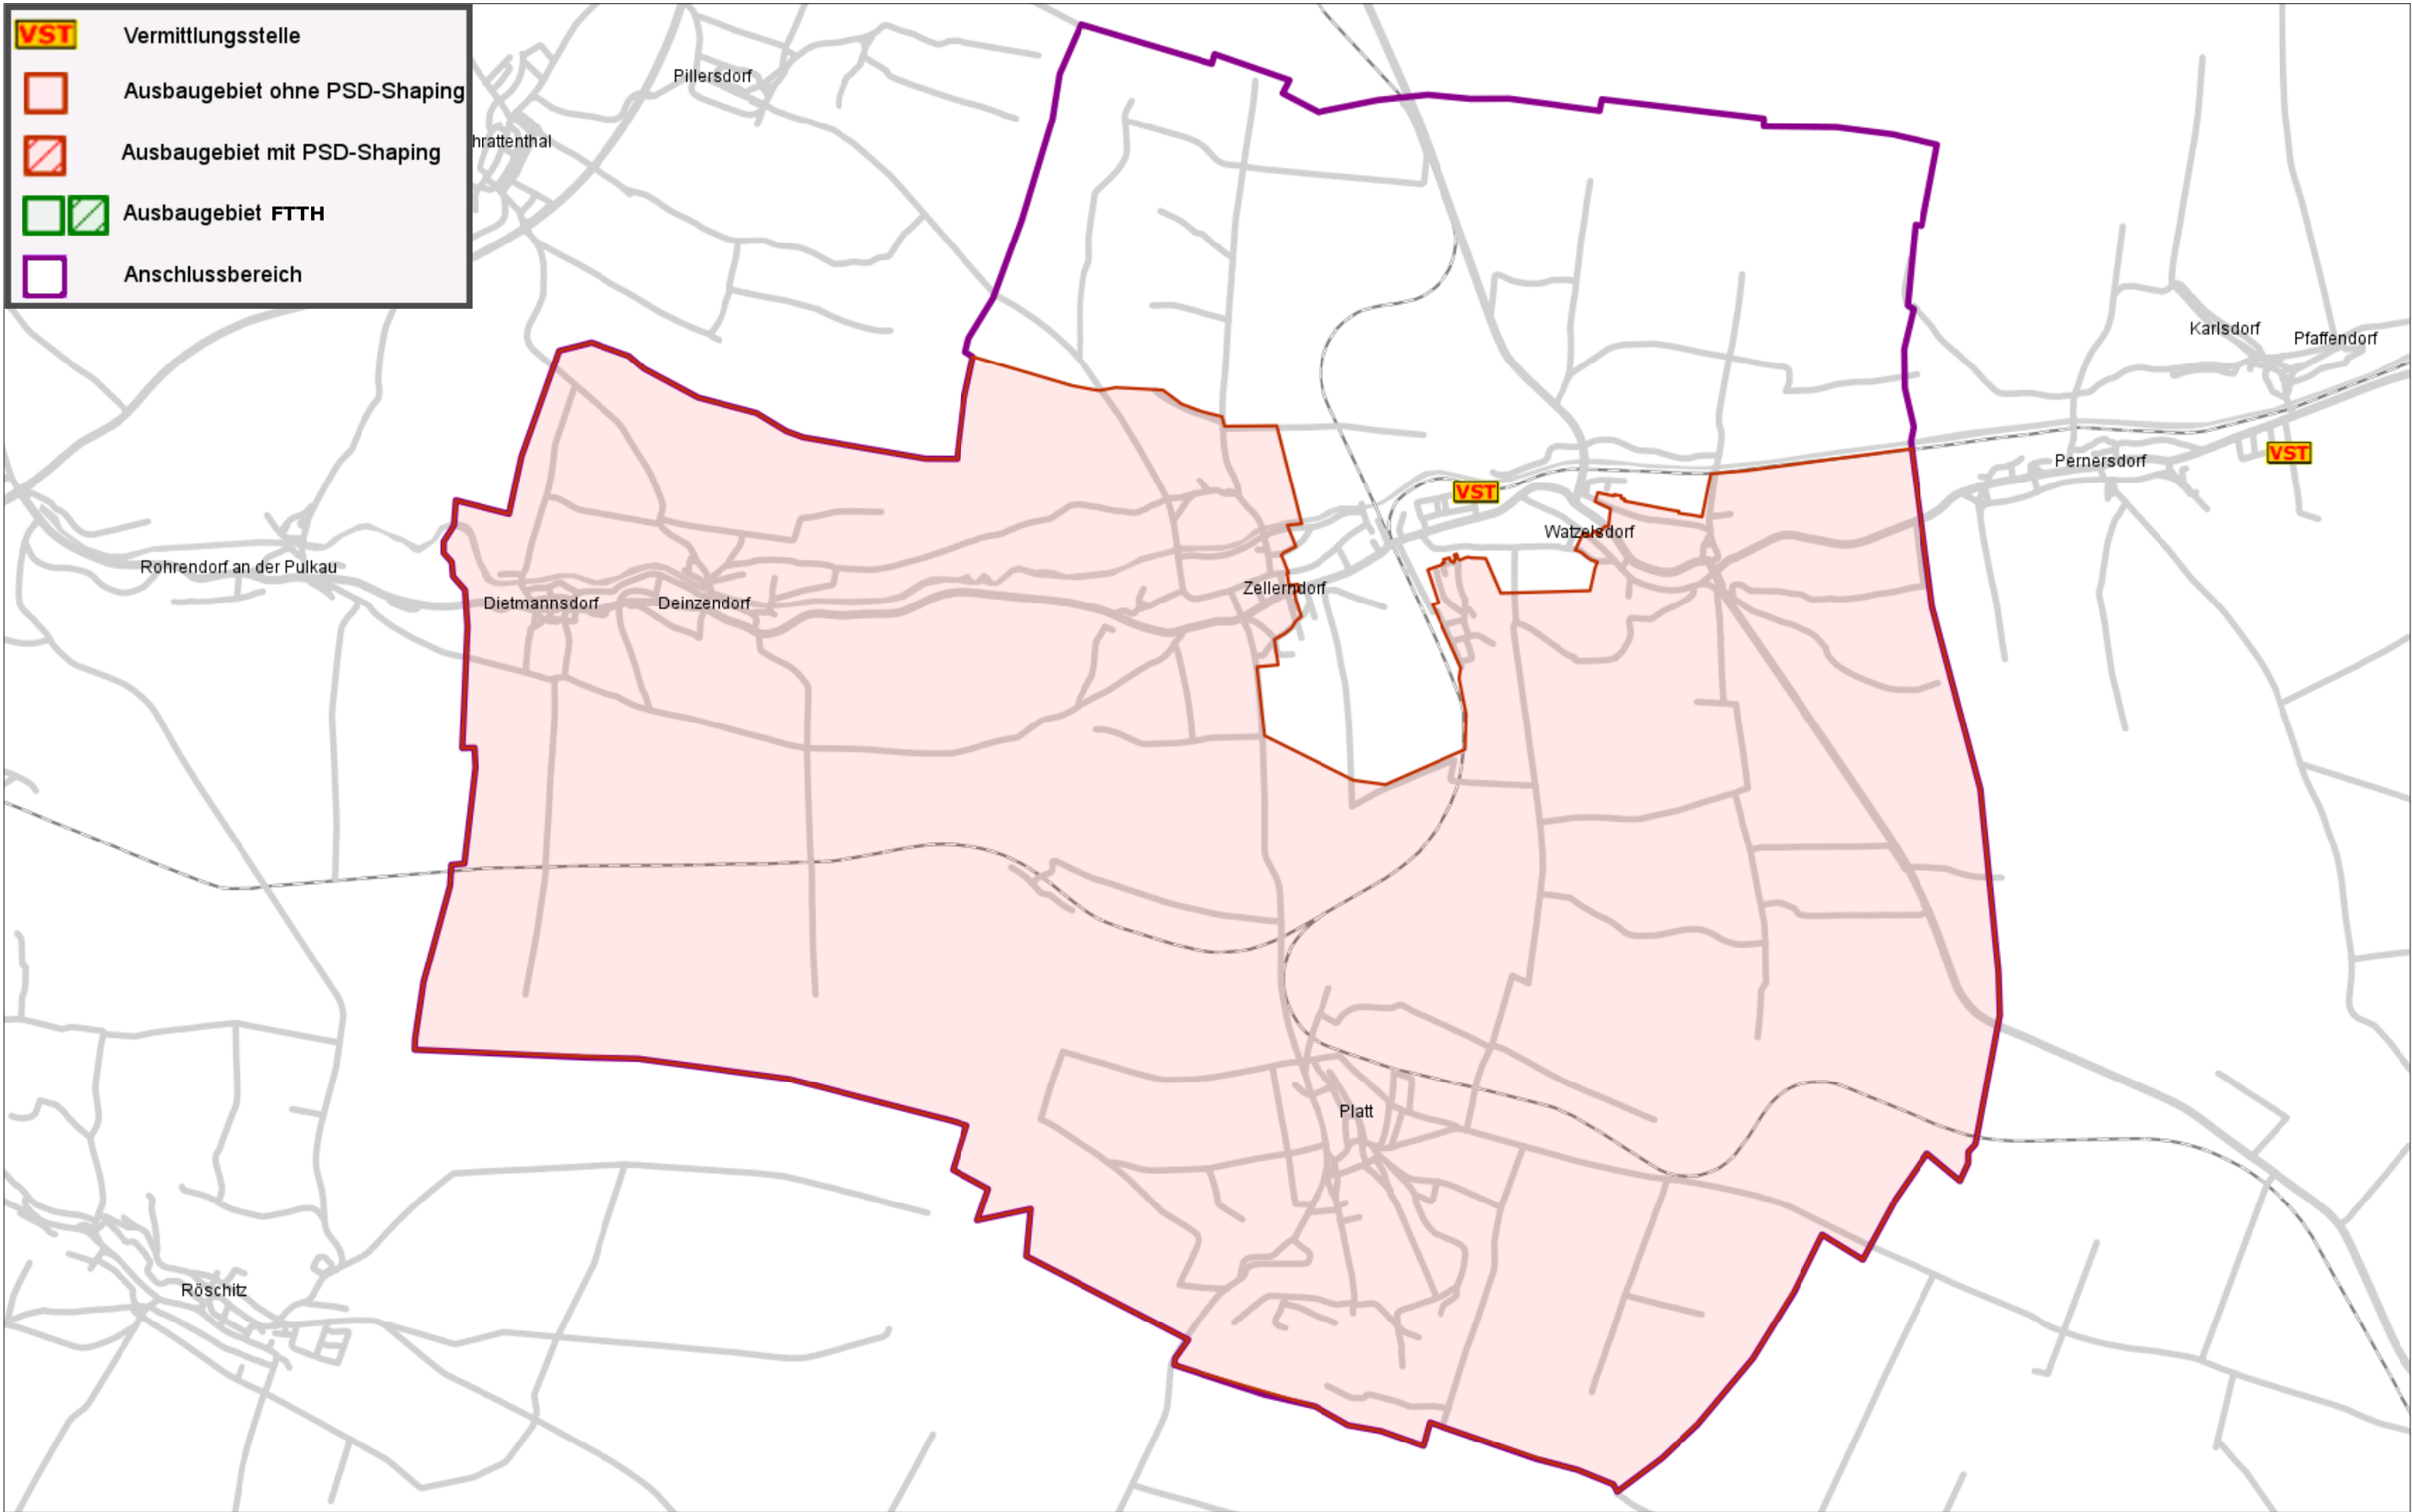 VST Vermittlungsstelle
Ausbaugebiet ohne PSD-Shaping
Ausbaugebiet mit PSD-Shaping
Ausbaugebiet FTTH
Anschlussbereich
Pillersdorf
hrattenthal
Karlsdorf
Pfaffendorf
VST
Pernersdorf
VST
Watzelsdorf
Rohrendorf an der Pulkau
Zellerndorf
Dietmannsdorf
Deinzendorf
Platt
Röschitz